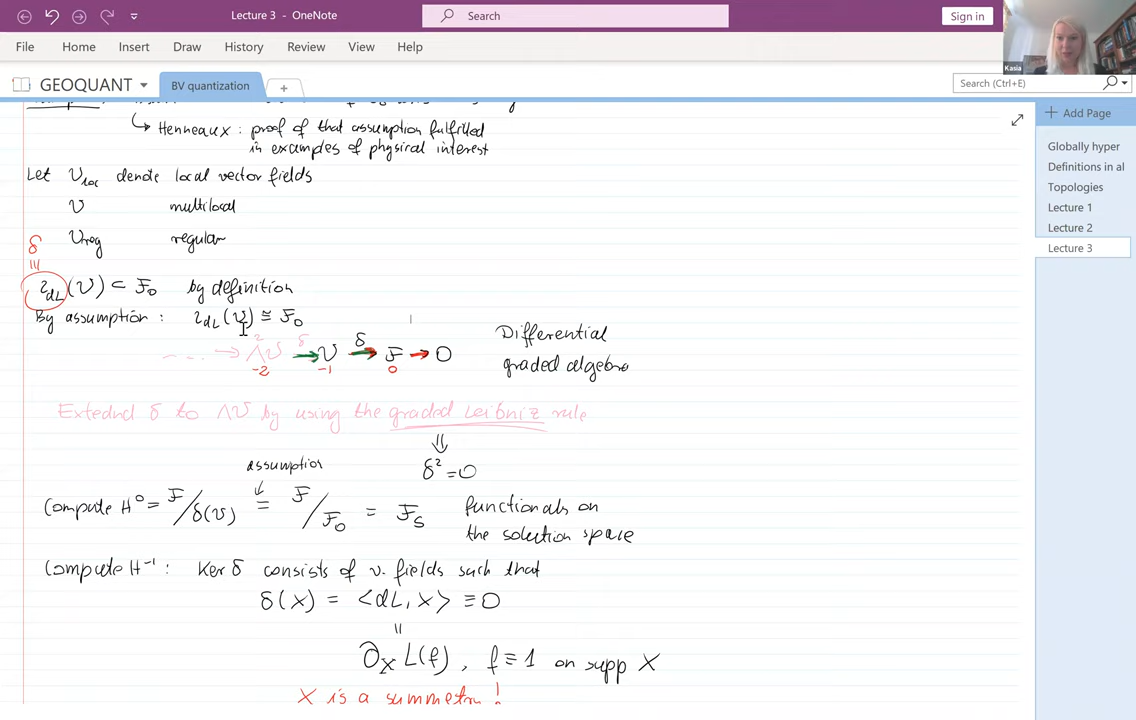 Lecture 3 - OneNote
Search
Sign in
File Home Insert Draw History Review View Help
Kasia
GEOQUANT
BV quantization
Search (Ctrl+E)
Add Page
Globally hyper
Definitions in al
Topologies
Lecture 1
Lecture 2
Lecture 3
↳ Henneaux : proof of that assumption fulfilled
in examples of physical interest
Let V_loc denote local vector fields
V multilocal
V_reg regular
δ
=
ι_dL (V) ⊂ F_0 by definition
By assumption : ι_dL (V) ≅ F_0
---- → Λ²V →^δ V →^δ F → 0
-2 -1 0
Differential
graded algebra
Extednd δ to ΛV by using the graded Leibniz rule
⇓
δ² = 0
assumption
↓
Compute H⁰ = F/δ(V) = F/F_0 = F_S functionals on
the solution space
Compute H⁻¹ : Ker δ consists of v. fields such that
δ(X) = <dL, X> ≡ 0
=
∂_X L(f) , f ≡ 1 on supp X
X is a symmetry !